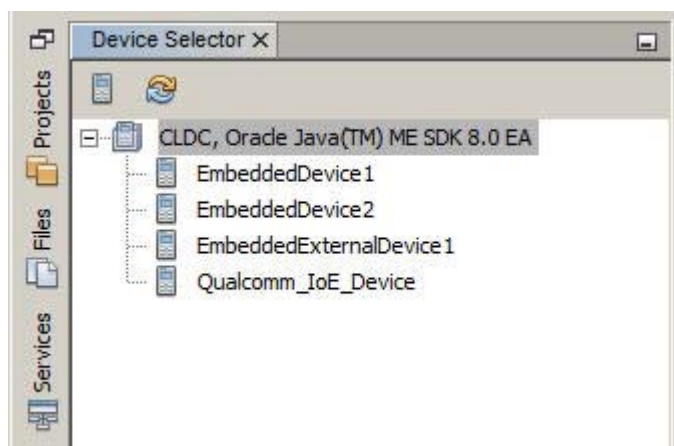 Device Selector
CLDC, Oracle Java(TM) ME SDK 8.0 EA
EmbeddedDevice1
EmbeddedDevice2
EmbeddedExternalDevice1
Qualcomm_IoE_Device
Projects
Files
Services